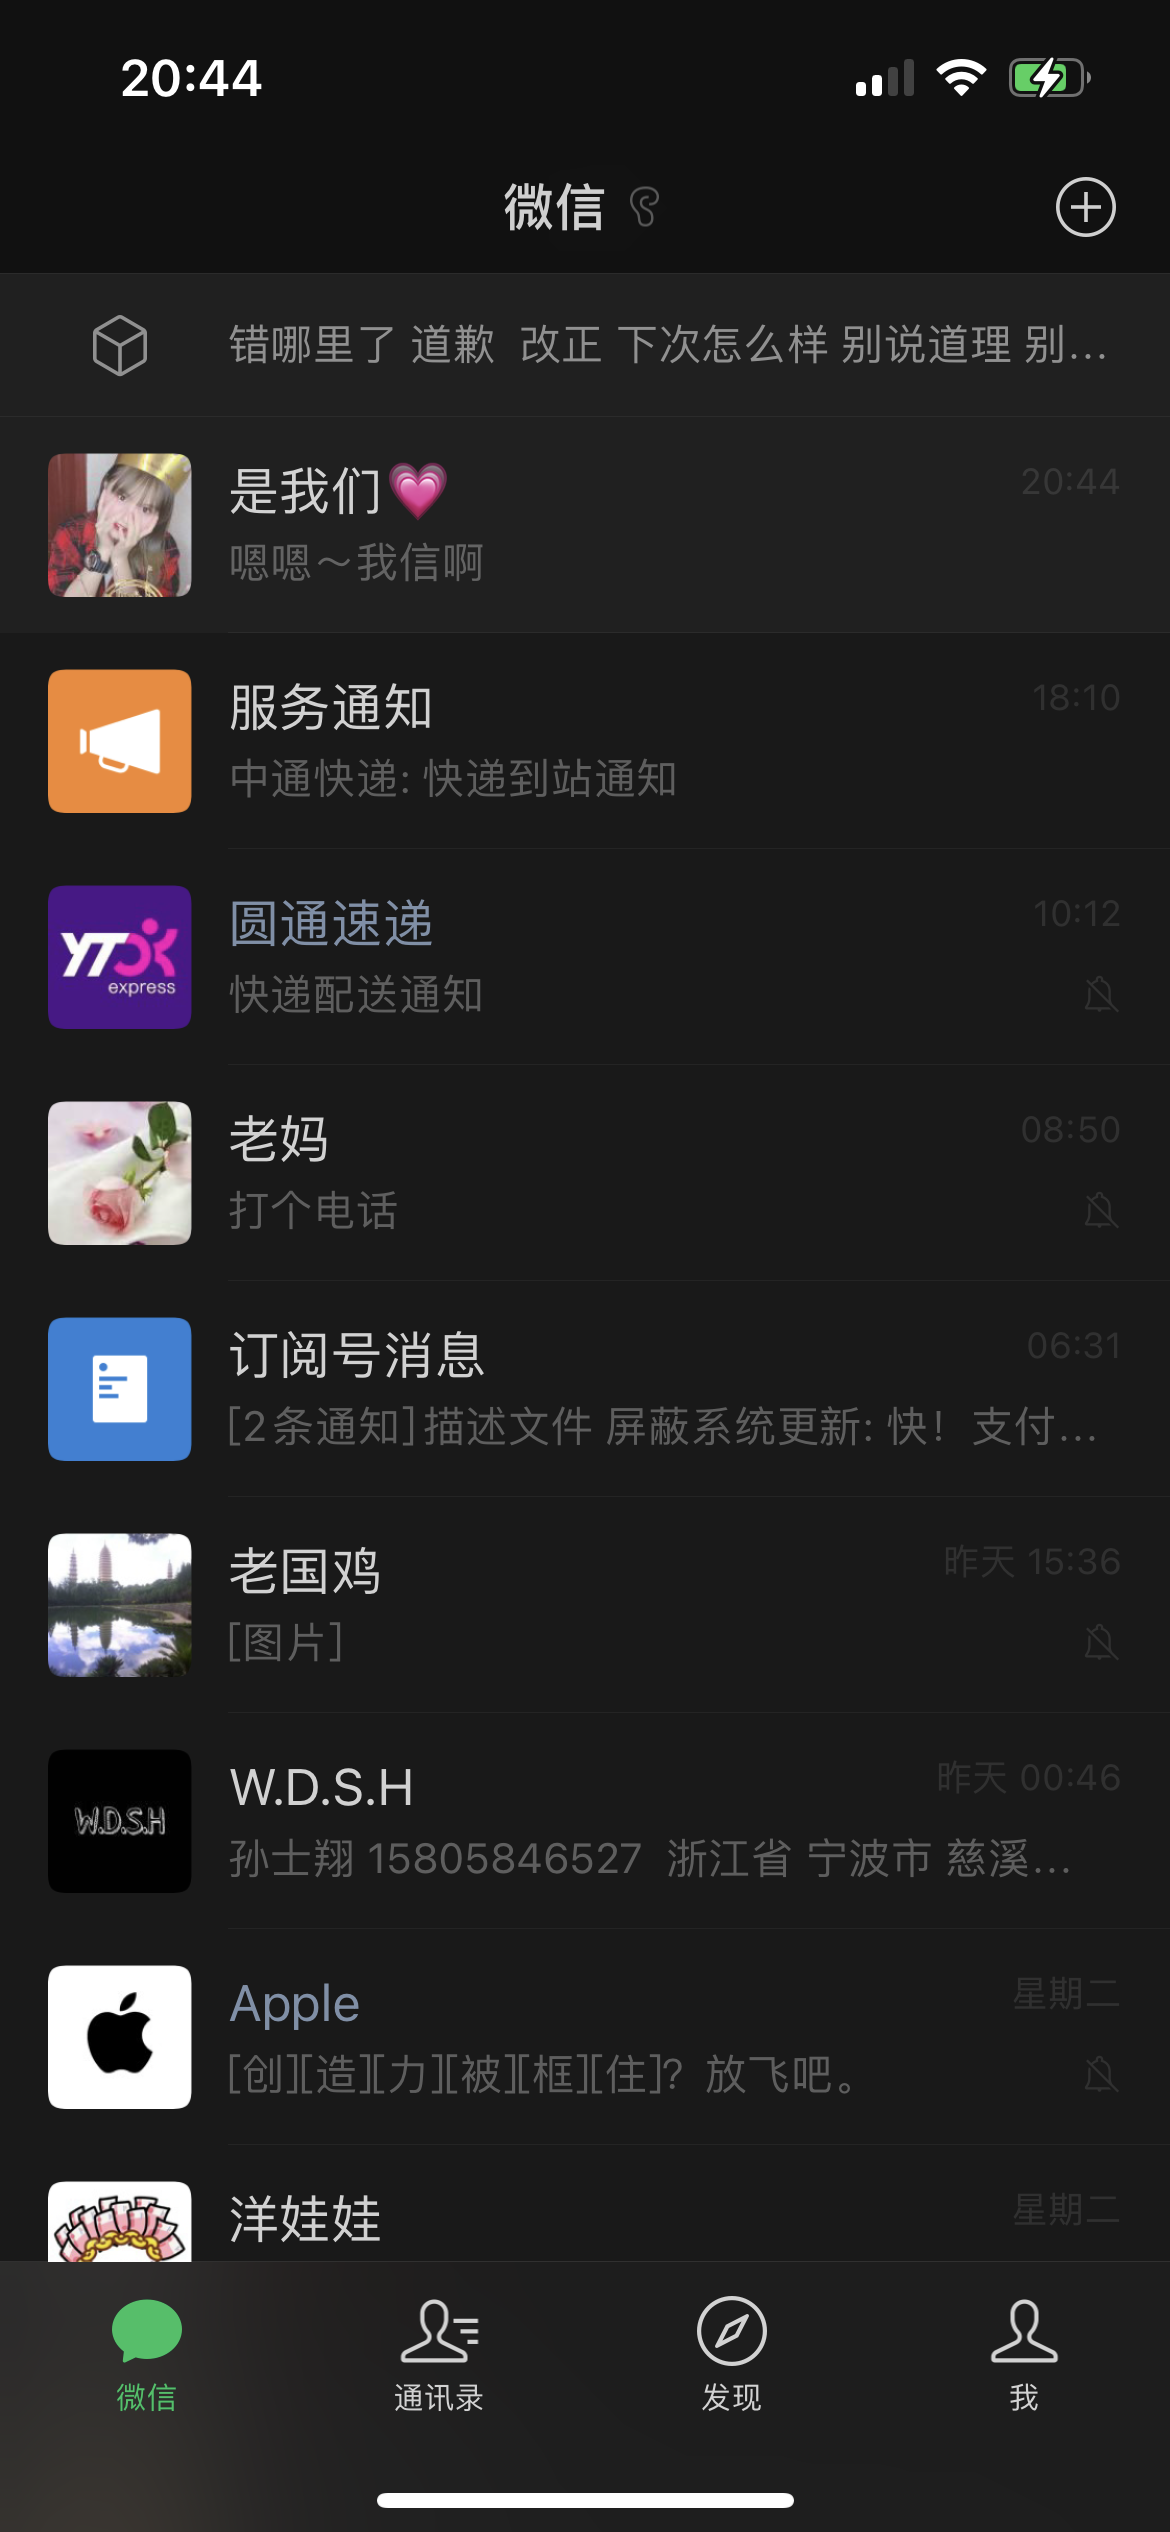 20:44
微信
错哪里了 道歉 改正 下次怎么样 别说道理 别...
是我们💗
20:44
嗯嗯～我信啊
服务通知
18:10
中通快递: 快递到站通知
圆通速递
10:12
YTO express
快递配送通知
老妈
08:50
打个电话
订阅号消息
06:31
[2条通知]描述文件 屏蔽系统更新: 快！支付...
老国鸡
昨天 15:36
[图片]
W.D.S.H
昨天 00:46
W.D.S.H
孙士翔 15805846527 浙江省 宁波市 慈溪...
Apple
星期二
[创][造][力][被][框][住]？放飞吧。
洋娃娃
星期二
微信
通讯录
发现
我